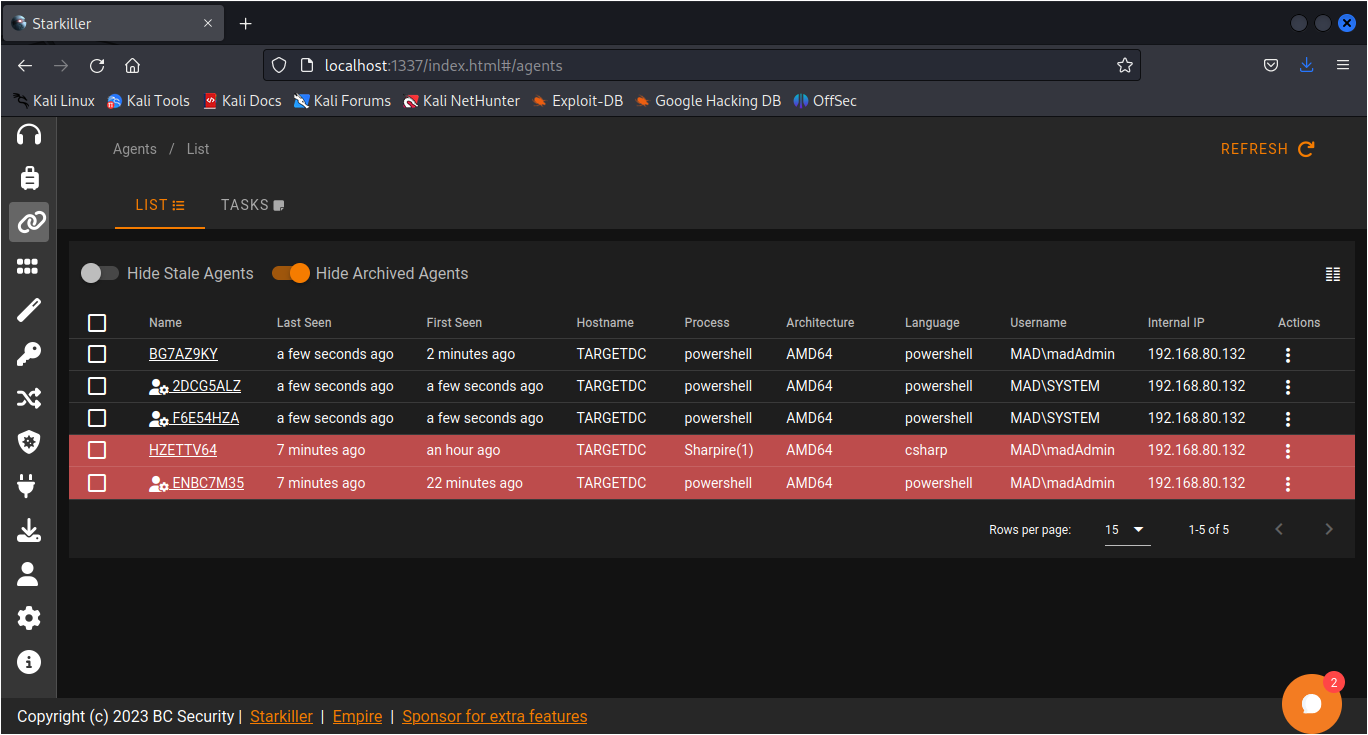 Starkiller
localhost:1337/index.html#/agents
Kali Linux Kali Tools Kali Docs Kali Forums Kali NetHunter Exploit-DB Google Hacking DB OffSec
Agents / List REFRESH
LIST TASKS
Hide Stale Agents Hide Archived Agents
Name Last Seen First Seen Hostname Process Architecture Language Username Internal IP Actions
BG7AZ9KY a few seconds ago 2 minutes ago TARGETDC powershell AMD64 powershell MAD\madAdmin 192.168.80.132
2DCG5ALZ a few seconds ago a few seconds ago TARGETDC powershell AMD64 powershell MAD\SYSTEM 192.168.80.132
F6E54HZA a few seconds ago a few seconds ago TARGETDC powershell AMD64 powershell MAD\SYSTEM 192.168.80.132
HZETTV64 7 minutes ago an hour ago TARGETDC Sharpire(1) AMD64 csharp MAD\madAdmin 192.168.80.132
ENBC7M35 7 minutes ago 22 minutes ago TARGETDC powershell AMD64 powershell MAD\madAdmin 192.168.80.132
Rows per page: 15 1-5 of 5
2
Copyright (c) 2023 BC Security | Starkiller | Empire | Sponsor for extra features